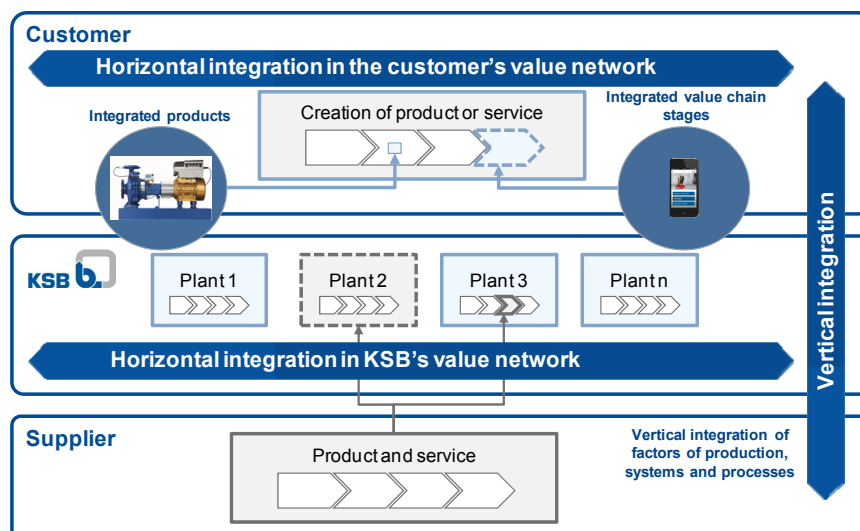 Customer
Horizontal integration in the customer's value network
Integrated products
Creation of product or service
Integrated value chain
stages
KSB b.
Plant 1
Plant 2
Plant 3
Plant n
Horizontal integration in KSB's value network
Vertical integration
Supplier
Product and service
Vertical integration of
factors of production,
systems and processes